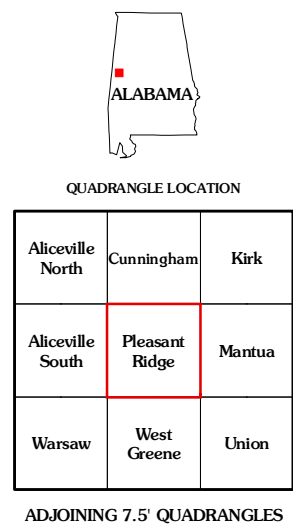 ALABAMA
QUADRANGLE LOCATION
Aliceville
North
Cunningham
Kirk
Aliceville
South
Pleasant
Ridge
Mantua
Warsaw
West
Greene
Union
ADJOINING 7.5' QUADRANGLES